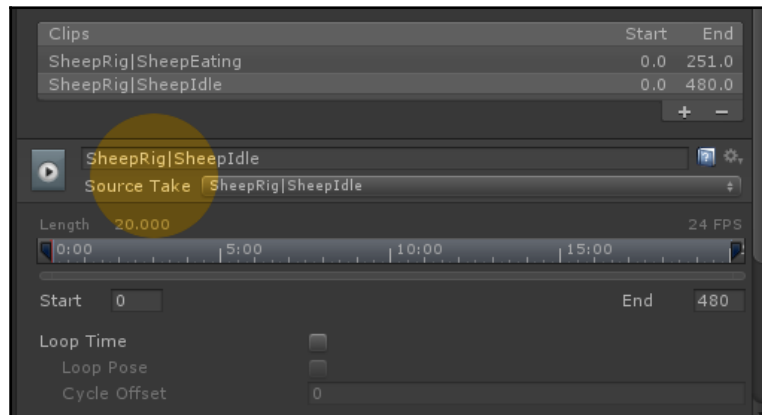 Clips Start End
SheepRig|SheepEating 0.0 251.0
SheepRig|SheepIdle 0.0 480.0
+ −
SheepRig|SheepIdle
Source Take SheepRig|SheepIdle
Length 20.000 24 FPS
0:00 5:00 10:00 15:00
Start 0 End 480
Loop Time
Loop Pose
Cycle Offset 0